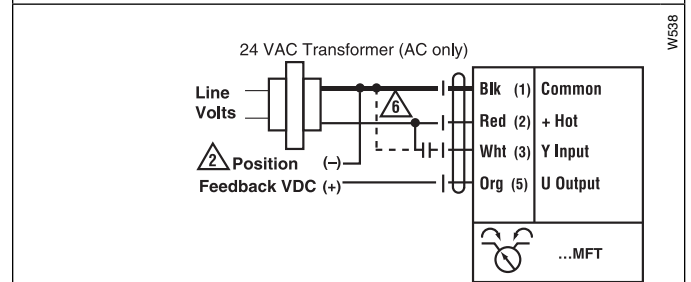 W538
24 VAC Transformer (AC only)
Line
Volts
6
Blk (1) Common
Red (2) + Hot
Wht (3) Y Input
2 Position (–)
Feedback VDC (+)
Org (5) U Output
...MFT